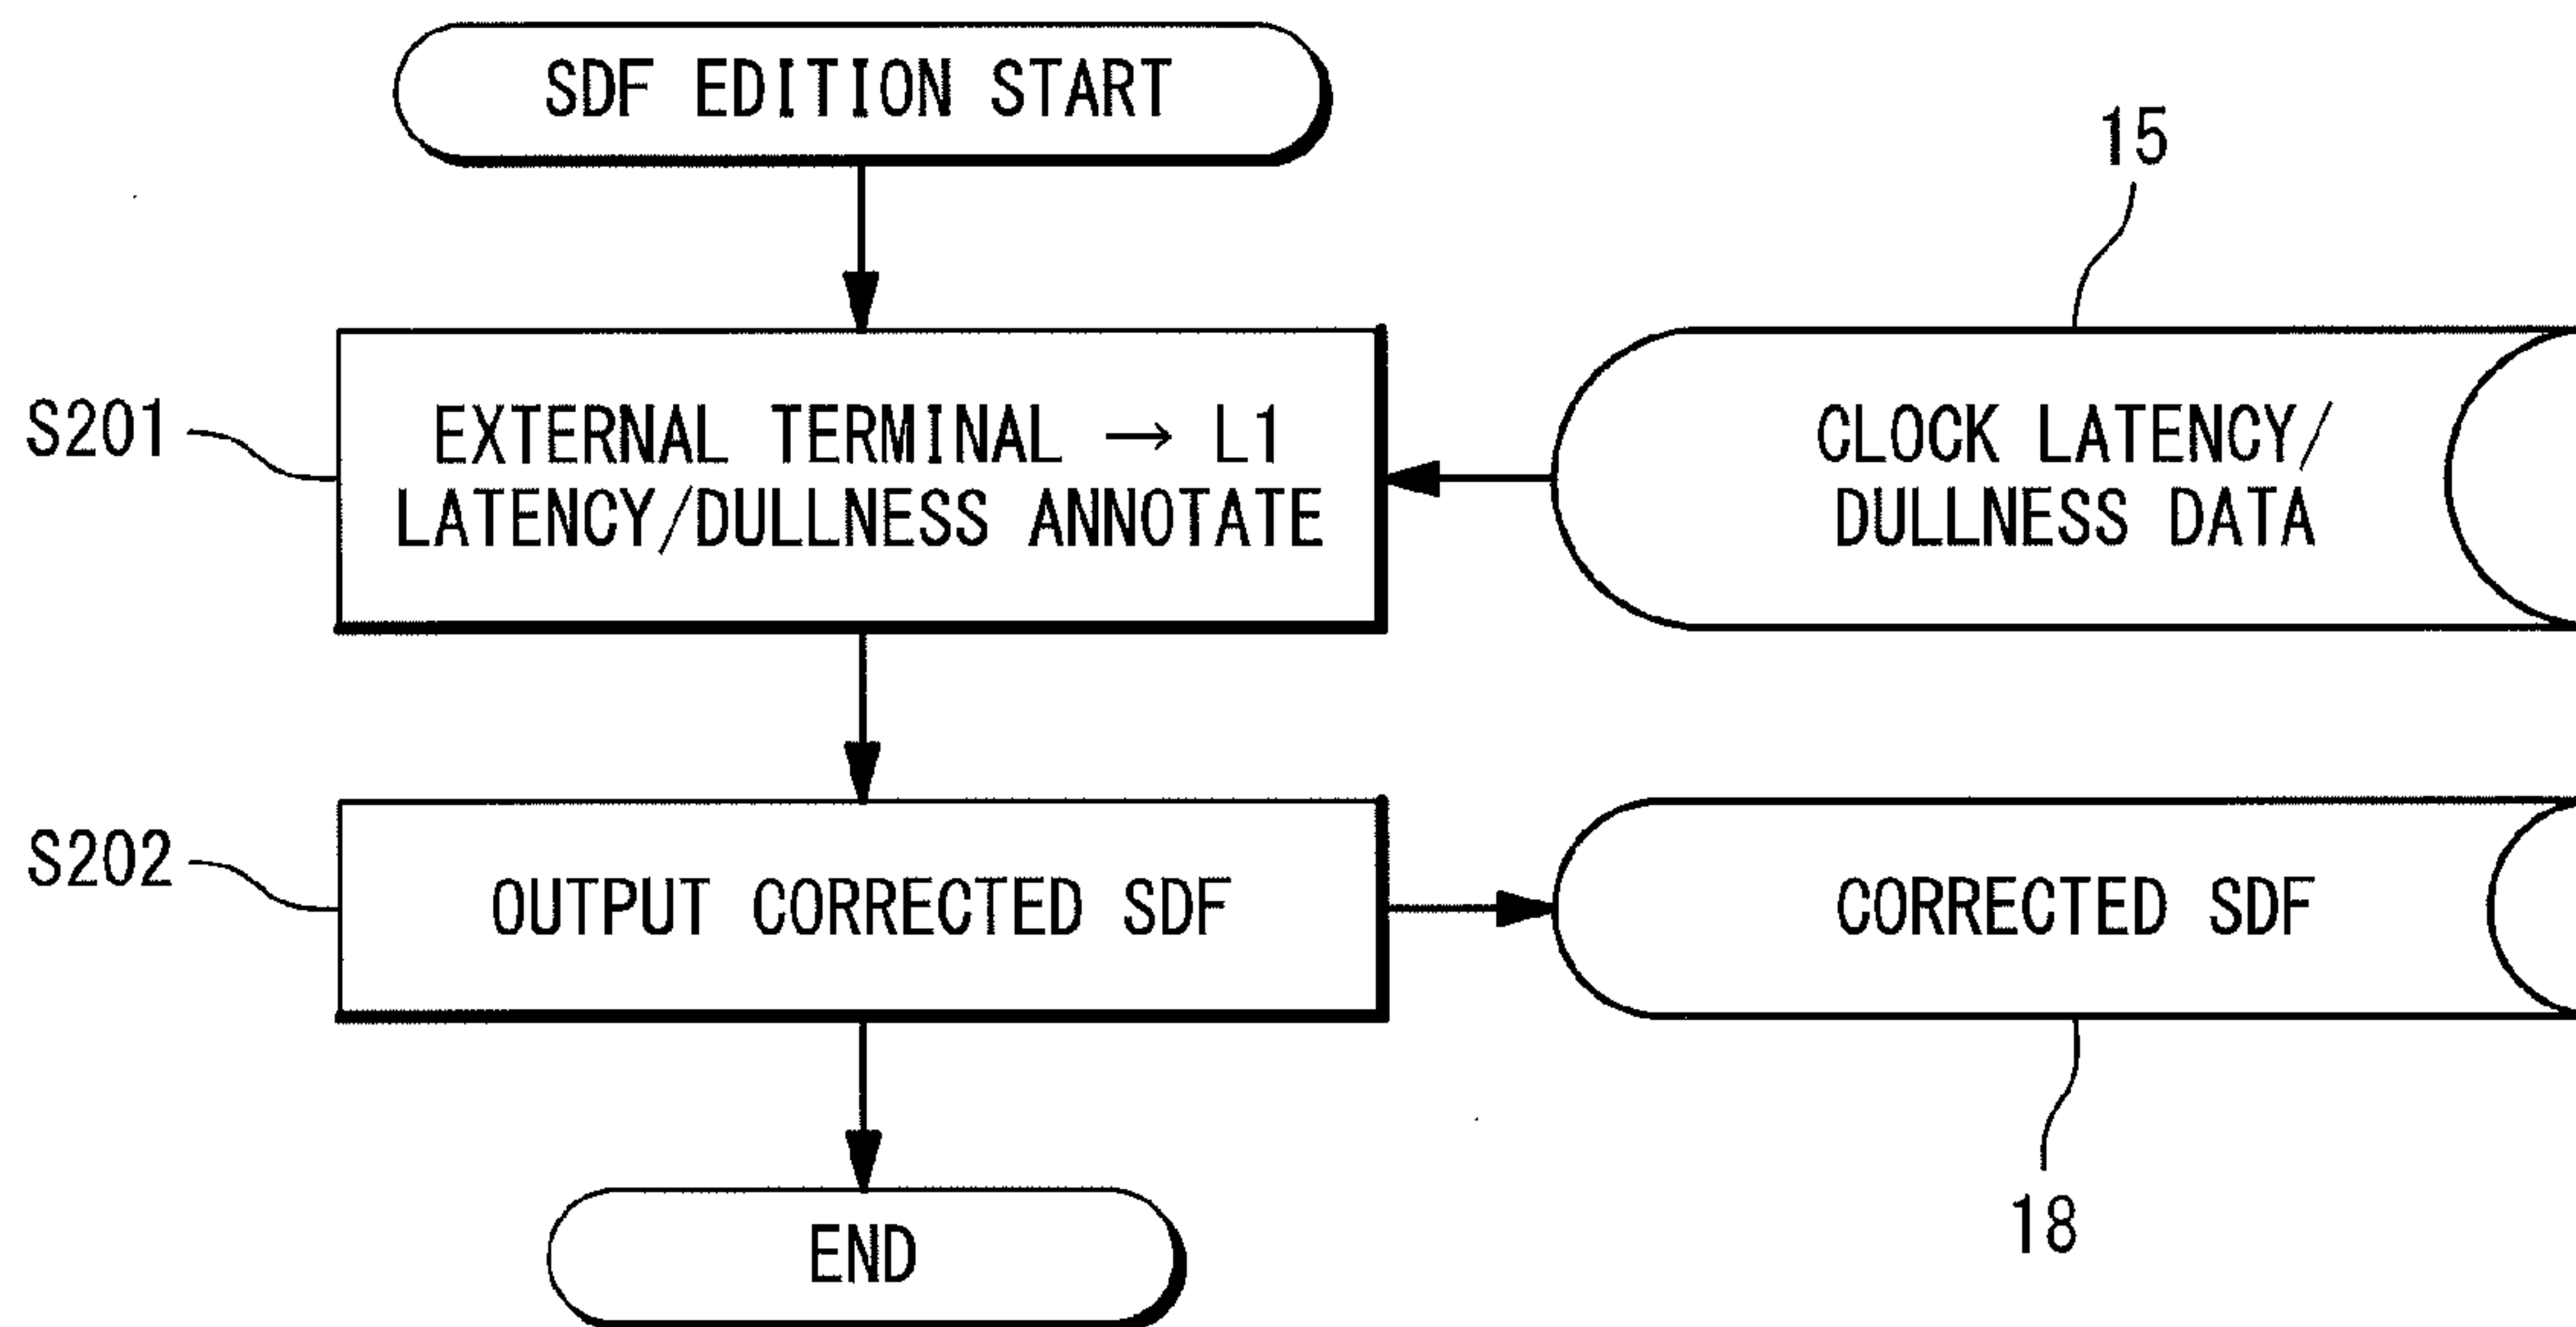 SDF EDITION START
15
S201
EXTERNAL TERMINAL → L1
LATENCY/DULLNESS ANNOTATE
CLOCK LATENCY/
DULLNESS DATA
S202
OUTPUT CORRECTED SDF
CORRECTED SDF
18
END